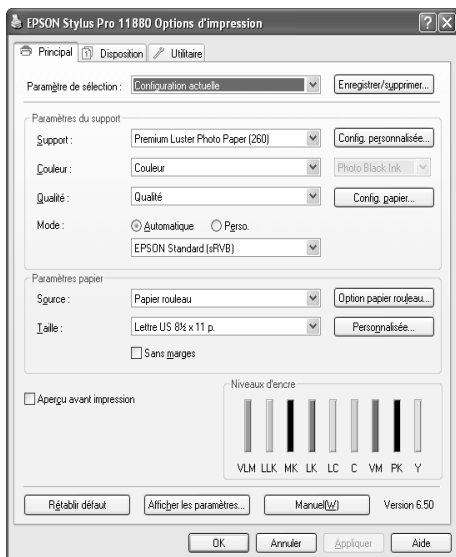 EPSON Stylus Pro 11880 Options d'impression
Principal Disposition Utilitaire
Paramètre de sélection : Configuration actuelle Enregistrer/supprimer...
Paramètres du support
Support : Premium Luster Photo Paper (260) Config. personnalisée...
Couleur : Couleur Photo Black Ink
Qualité : Qualité Config. papier...
Mode : Automatique Perso.
EPSON Standard (sRVB)
Paramètres papier
Source : Papier rouleau Option papier rouleau...
Taille : Lettre US 8½ x 11 p. Personnalisée...
Sans marges
Aperçu avant impression
Niveaux d'encre
VLM LLK MK LK LC C VM PK Y
Rétablir défaut Afficher les paramètres... Manuel(W) Version 6.50
OK Annuler Appliquer Aide